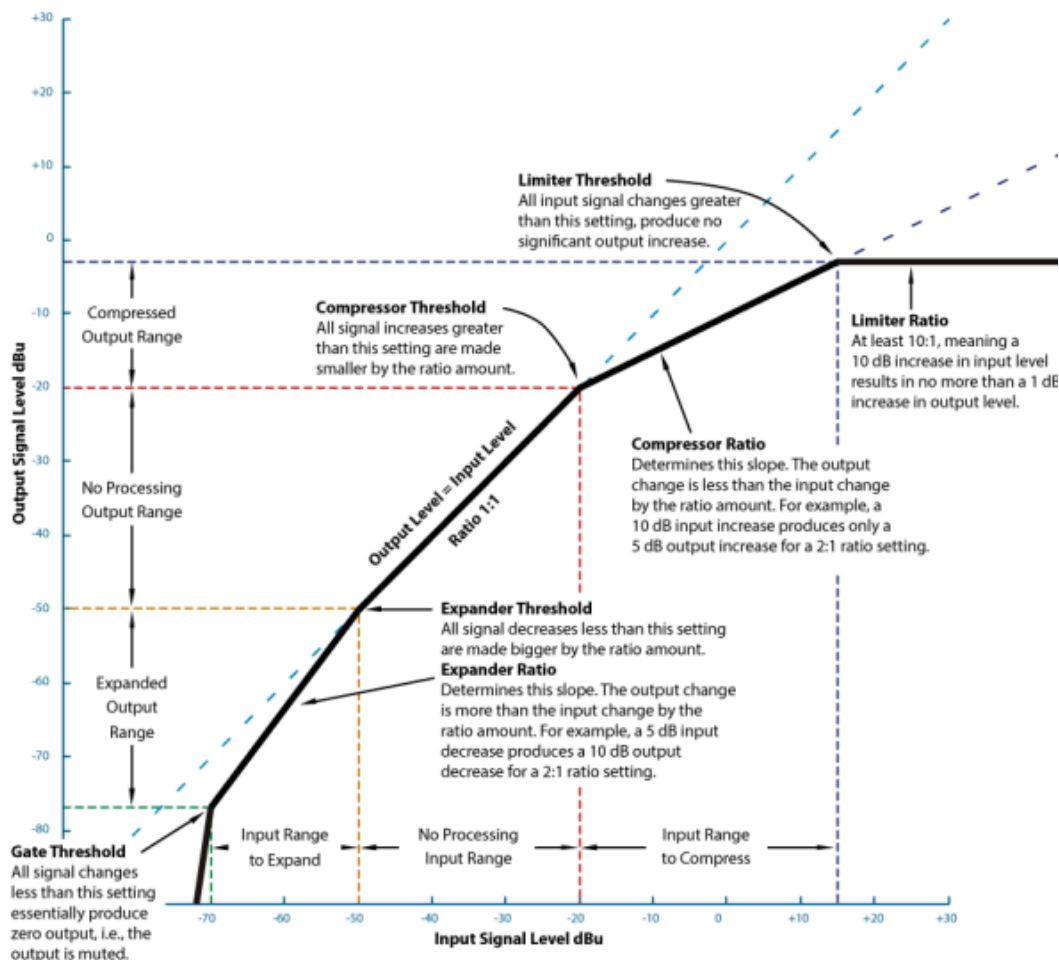 +30
+20
+10
0
-10
-20
-30
-40
-50
-60
-70
-80
Output Signal Level dBu
Limiter Threshold
All input signal changes greater
than this setting, produce no
significant output increase.
Compressor Threshold
All signal increases greater
than this setting are made
smaller by the ratio amount.
Compressed
Output Range
Limiter Ratio
At least 10:1, meaning a
10 dB increase in input level
results in no more than a 1 dB
increase in output level.
Compressor Ratio
Determines this slope. The output
change is less than the input change
by the ratio amount. For example, a
10 dB input increase produces only a
5 dB output increase for a 2:1 ratio setting.
No Processing
Output Range
Output Level = Input Level
Ratio 1:1
Expander Threshold
All signal decreases less than this setting
are made bigger by the ratio amount.
Expander Ratio
Determines this slope. The output change
is more than the input change by the
ratio amount. For example, a 5 dB input
decrease produces a 10 dB output
decrease for a 2:1 ratio setting.
Expanded
Output
Range
Gate Threshold
All signal changes
less than this setting
essentially produce
zero output, i.e., the
output is muted.
Input Range
to Expand
No Processing
Input Range
Input Range
to Compress
-70
-60
-50
-40
-30
-20
-10
0
+10
+20
+30
Input Signal Level dBu